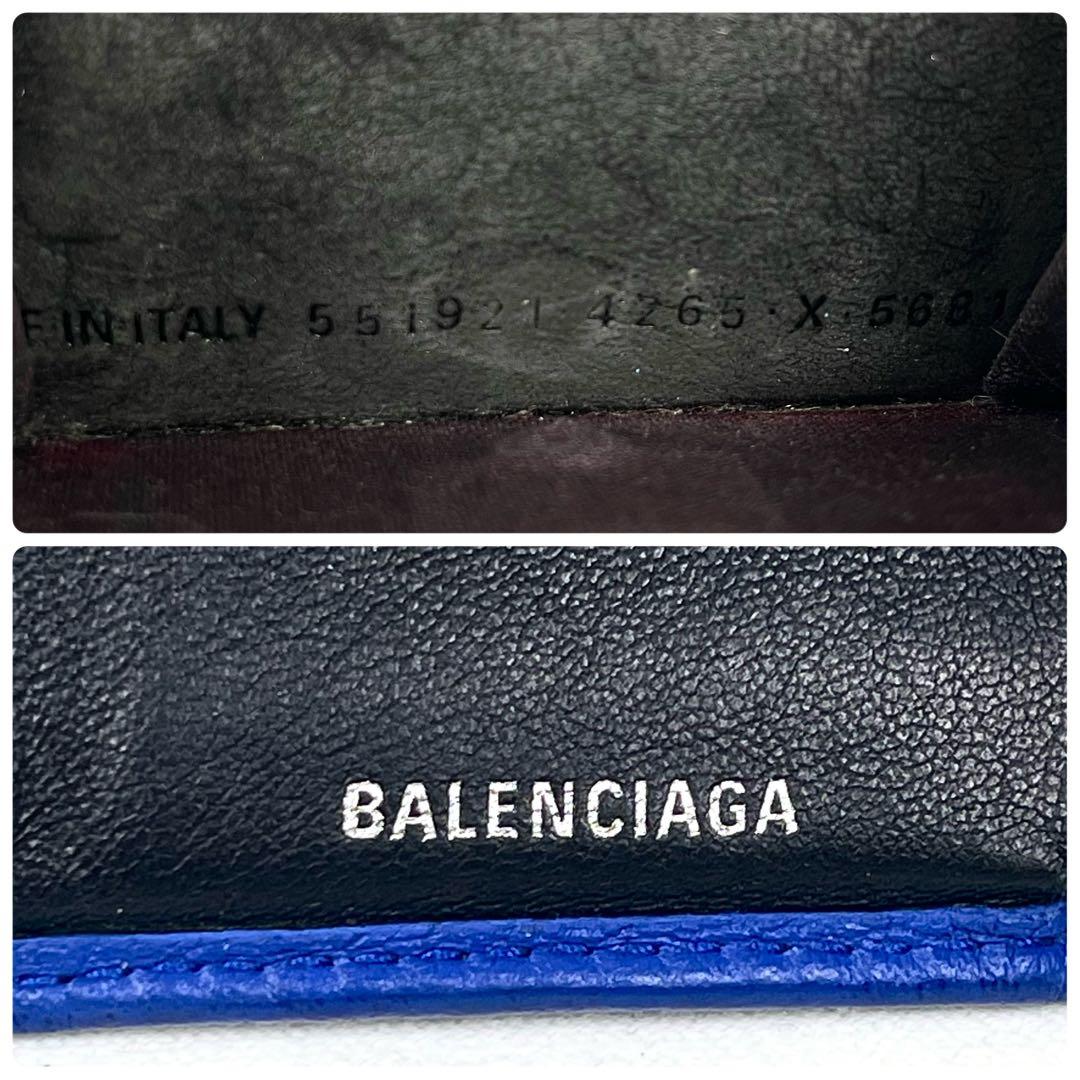 E IN ITALY 551921·4265·X·5681
BALENCIAGA